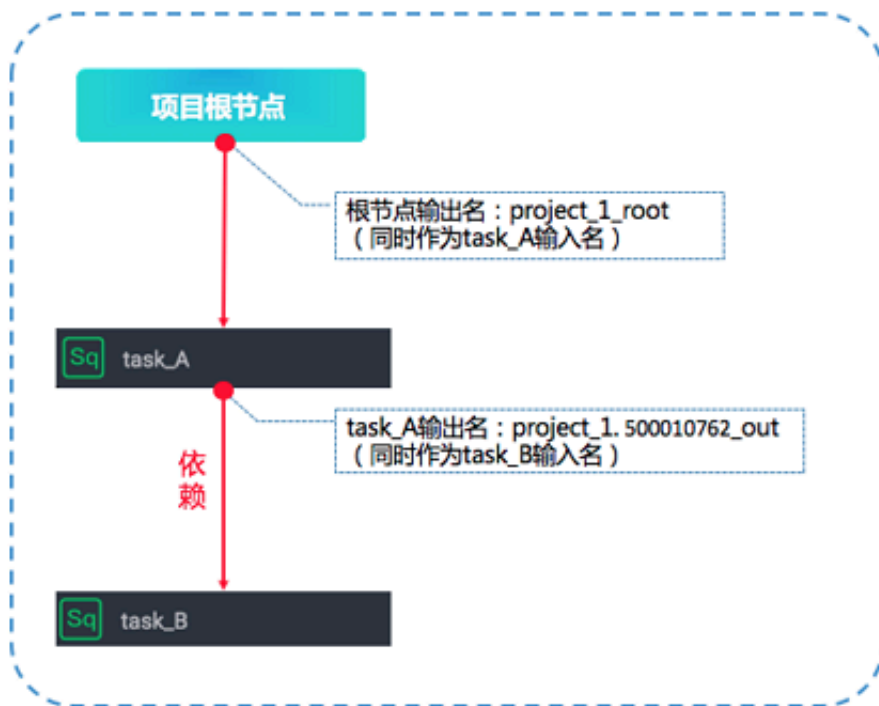 项目根节点
根节点输出名：project_1_root
（同时作为task_A输入名）
Sq task_A
task_A输出名：project_1. 500010762_out
（同时作为task_B输入名）
依
赖
Sq task_B